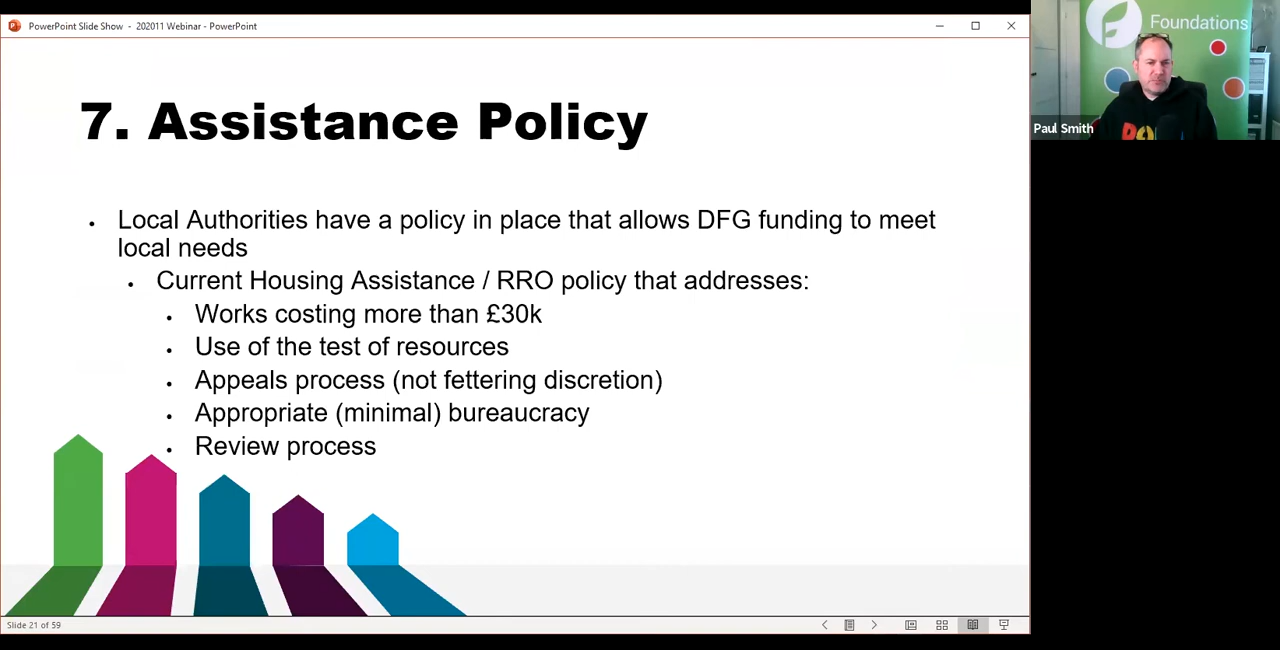 PowerPoint Slide Show - 202011 Webinar - PowerPoint
Foundations
Paul Smith
7. Assistance Policy
• Local Authorities have a policy in place that allows DFG funding to meet
local needs
• Current Housing Assistance / RRO policy that addresses:
• Works costing more than £30k
• Use of the test of resources
• Appeals process (not fettering discretion)
• Appropriate (minimal) bureaucracy
• Review process
Slide 21 of 59